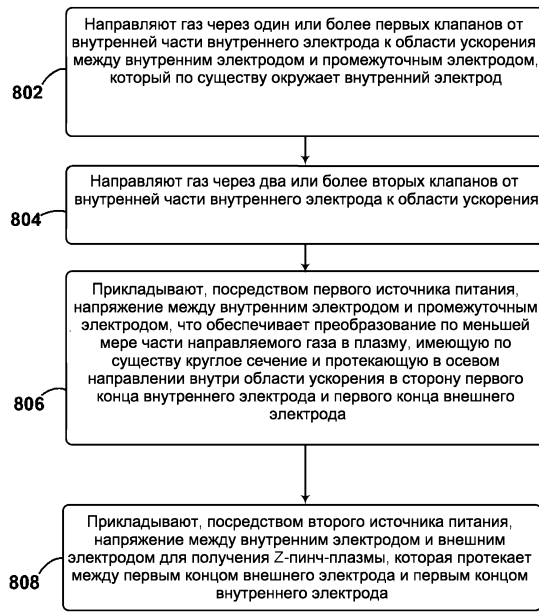 Направляют газ через один или более первых клапанов от
внутренней части внутреннего электрода к области ускорения
между внутренним электродом и промежуточным электродом,
который по существу окружает внутренний электрод
802
Направляют газ через два или более вторых клапанов от
внутренней части внутреннего электрода к области ускорения
804
Прикладывают, посредством первого источника питания,
напряжение между внутренним электродом и промежуточным
электродом, что обеспечивает преобразование по меньшей
мере части направляемого газа в плазму, имеющую по
существу круглое сечение и протекающую в осевом
направлении внутри области ускорения в сторону первого
конца внутреннего электрода и первого конца внешнего
электрода
806
Прикладывают, посредством второго источника питания,
напряжение между внутренним электродом и внешним
электродом для получения Z-пинч-плазмы, которая протекает
между первым концом внешнего электрода и первым концом
внутреннего электрода
808